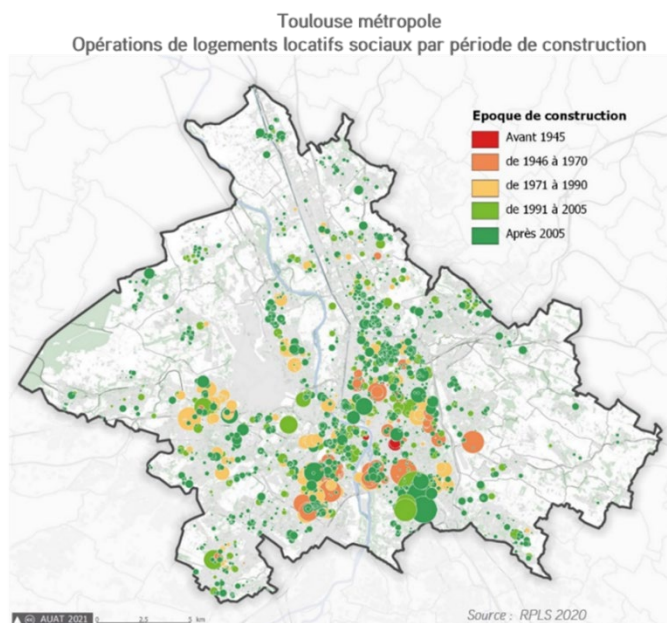 Toulouse métropole
Opérations de logements locatifs sociaux par période de construction
Epoque de construction
Avant 1945
de 1946 à 1970
de 1971 à 1990
de 1991 à 2005
Après 2005
AUAT 2021
0 2,5 5 km
Source : RPLS 2020